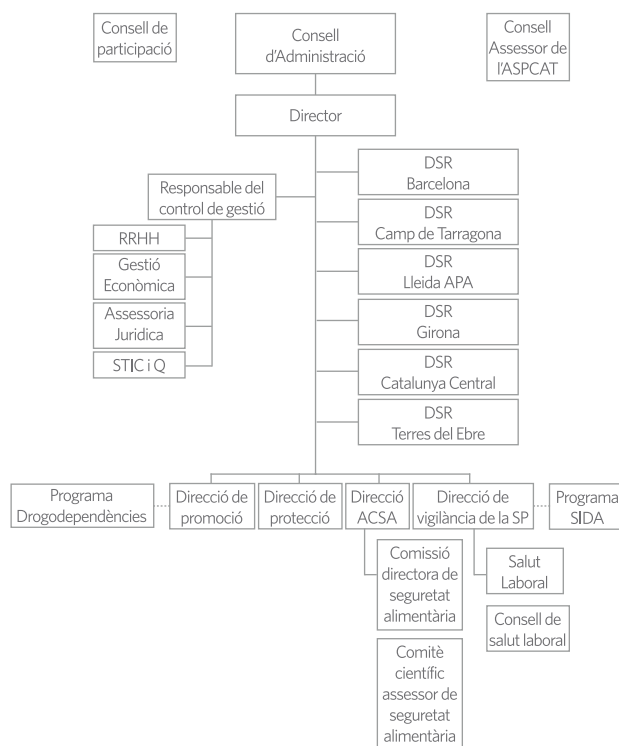 Consell de
participació
Consell
d'Administració
Consell
Assessor de
l'ASPCAT
Director
Responsable del
control de gestió
RRHH
Gestió
Econòmica
Assessoria
Juridica
STIC i Q
DSR
Barcelona
DSR
Camp de Tarragona
DSR
Lleida APA
DSR
Girona
DSR
Catalunya Central
DSR
Terres del Ebre
Programa
Drogodependències
Direcció de
promoció
Direcció de
protecció
Direcció
ACSA
Direcció de
vigilància de la SP
Programa
SIDA
Comissió
directora de
seguretat
alimentària
Salut
Laboral
Consell de
salut laboral
Comitè
científic
assessor de
seguretat
alimentària